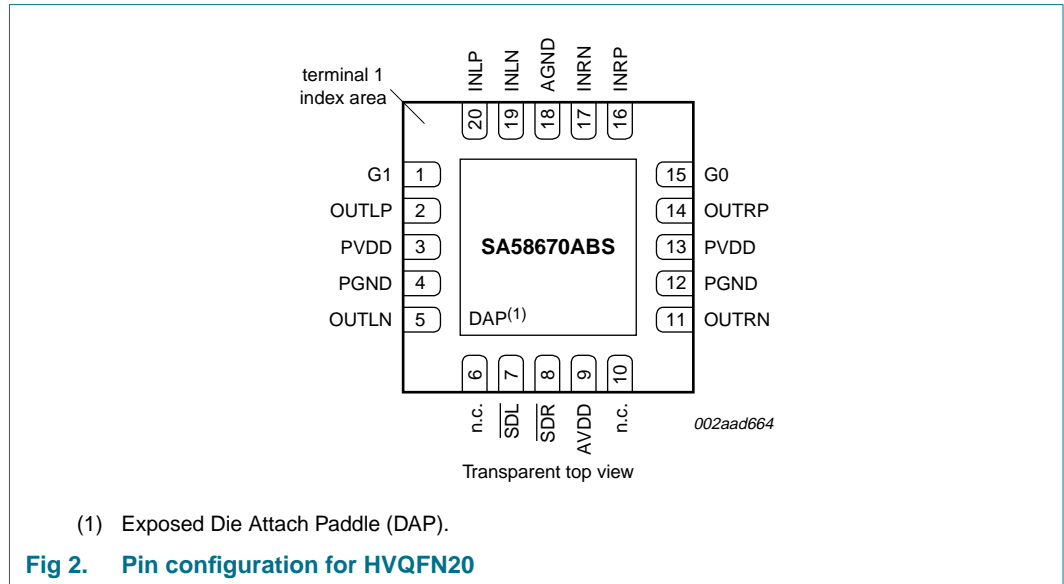 terminal 1
index area
INLP
INLN
AGND
INRN
INRP
20
19
18
17
16
G1 1
15 G0
OUTLP 2
14 OUTRP
PVDD 3
SA58670ABS
13 PVDD
PGND 4
12 PGND
OUTLN 5
DAP(1)
11 OUTRN
6
7
8
9
10
n.c.
SDL
SDR
AVDD
n.c.
002aad664
Transparent top view
(1) Exposed Die Attach Paddle (DAP).
Fig 2. Pin configuration for HVQFN20